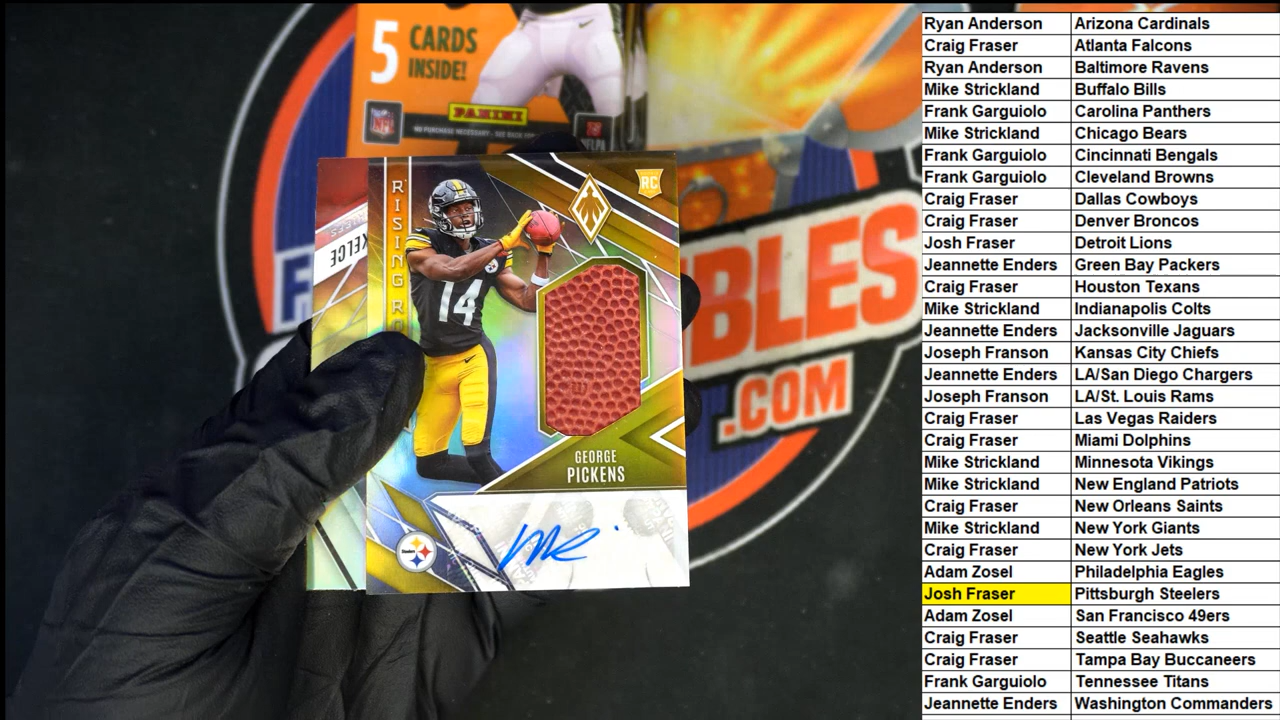 5 CARDS
INSIDE!
NFL
PANINI
NFLPA
RC
RISING RO
KELCE
14
GEORGE
PICKENS
Steelers
BLES
.COM
Ryan Anderson Arizona Cardinals
Craig Fraser Atlanta Falcons
Ryan Anderson Baltimore Ravens
Mike Strickland Buffalo Bills
Frank Garguiolo Carolina Panthers
Mike Strickland Chicago Bears
Frank Garguiolo Cincinnati Bengals
Frank Garguiolo Cleveland Browns
Craig Fraser Dallas Cowboys
Craig Fraser Denver Broncos
Josh Fraser Detroit Lions
Jeannette Enders Green Bay Packers
Craig Fraser Houston Texans
Mike Strickland Indianapolis Colts
Jeannette Enders Jacksonville Jaguars
Joseph Franson Kansas City Chiefs
Jeannette Enders LA/San Diego Chargers
Joseph Franson LA/St. Louis Rams
Craig Fraser Las Vegas Raiders
Craig Fraser Miami Dolphins
Mike Strickland Minnesota Vikings
Mike Strickland New England Patriots
Craig Fraser New Orleans Saints
Mike Strickland New York Giants
Craig Fraser New York Jets
Adam Zosel Philadelphia Eagles
Josh Fraser Pittsburgh Steelers
Adam Zosel San Francisco 49ers
Craig Fraser Seattle Seahawks
Craig Fraser Tampa Bay Buccaneers
Frank Garguiolo Tennessee Titans
Jeannette Enders Washington Commanders